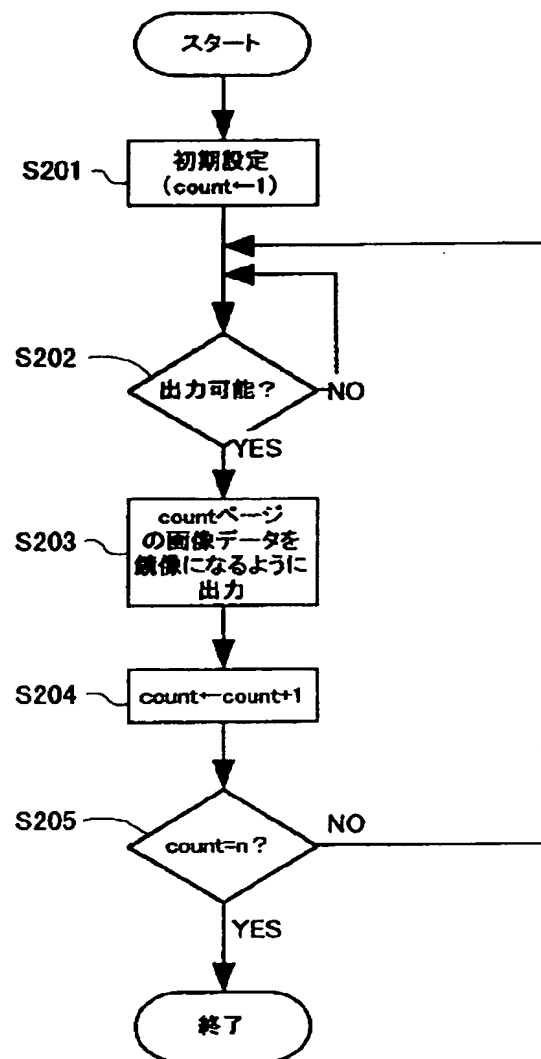 スタート
S201
初期設定
(count←1)
S202
出力可能?
NO
YES
S203
countページ
の画像データを
鏡像になるように
出力
S204
count←count+1
S205
count=n?
NO
YES
終了